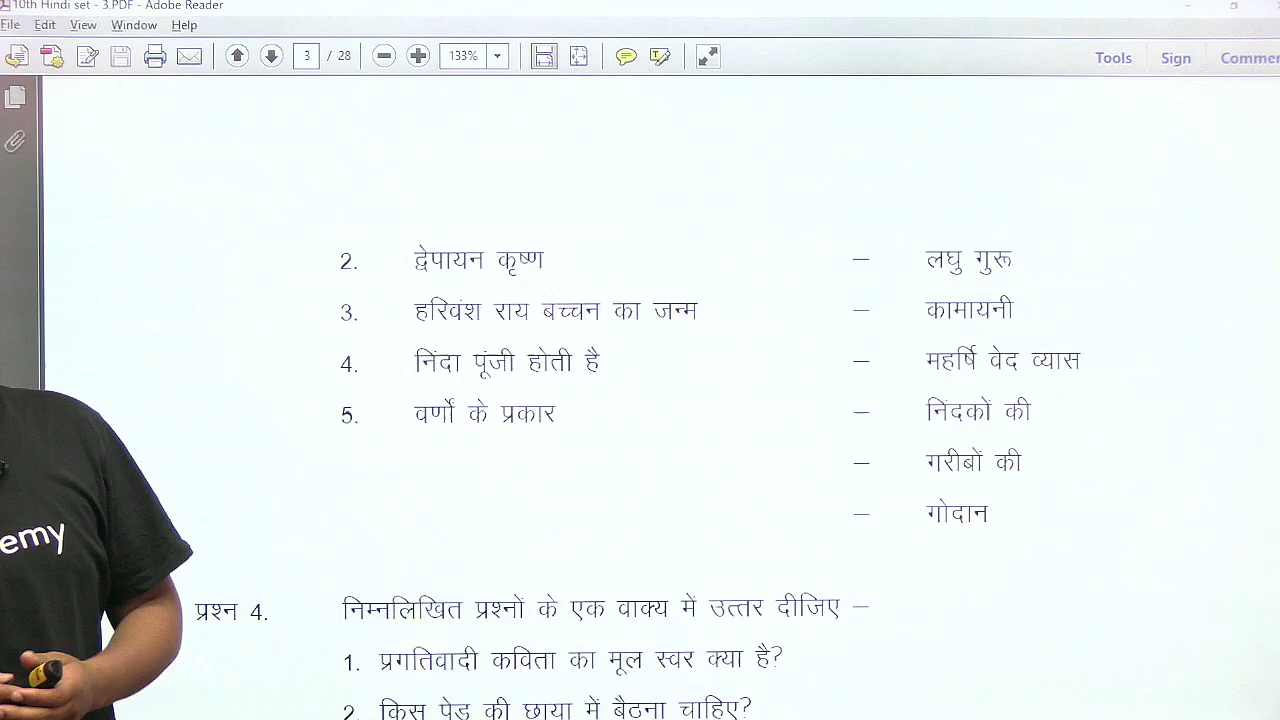 10th Hindi set - 3.PDF - Adobe Reader
File Edit View Window Help
3 / 28 133% Tools Sign Commen
2. द्वेपायन कृष्ण – लघु गुरू
3. हरिवंश राय बच्चन का जन्म – कामायनी
4. निंदा पूंजी होती है – महर्षि वेद व्यास
5. वर्णों के प्रकार – निंदकों की
– गरीबों की
– गोदान
emy
प्रश्न 4. निम्नलिखित प्रश्नों के एक वाक्य में उत्तर दीजिए –
1. प्रगतिवादी कविता का मूल स्वर क्या है?
2. किस पेड़ की छाया में बैठना चाहिए?